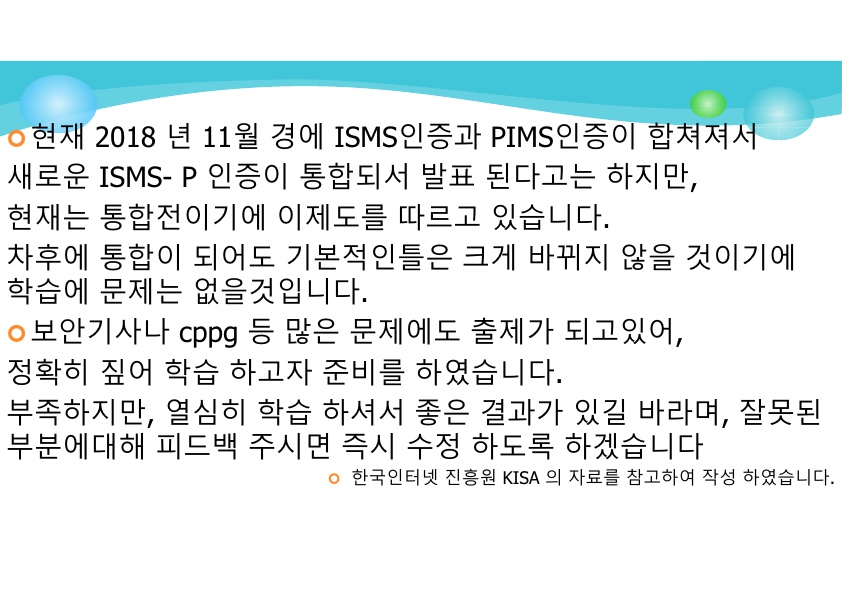 현재 2018 년 11월 경에 ISMS인증과 PIMS인증이 합쳐져서
새로운 ISMS- P 인증이 통합되서 발표 된다고는 하지만,
현재는 통합전이기에 이제도를 따르고 있습니다.
차후에 통합이 되어도 기본적인틀은 크게 바뀌지 않을 것이기에
학습에 문제는 없을것입니다.
보안기사나 cppg 등 많은 문제에도 출제가 되고있어,
정확히 짚어 학습 하고자 준비를 하였습니다.
부족하지만, 열심히 학습 하셔서 좋은 결과가 있길 바라며, 잘못된
부분에대해 피드백 주시면 즉시 수정 하도록 하겠습니다
한국인터넷 진흥원 KISA 의 자료를 참고하여 작성 하였습니다.